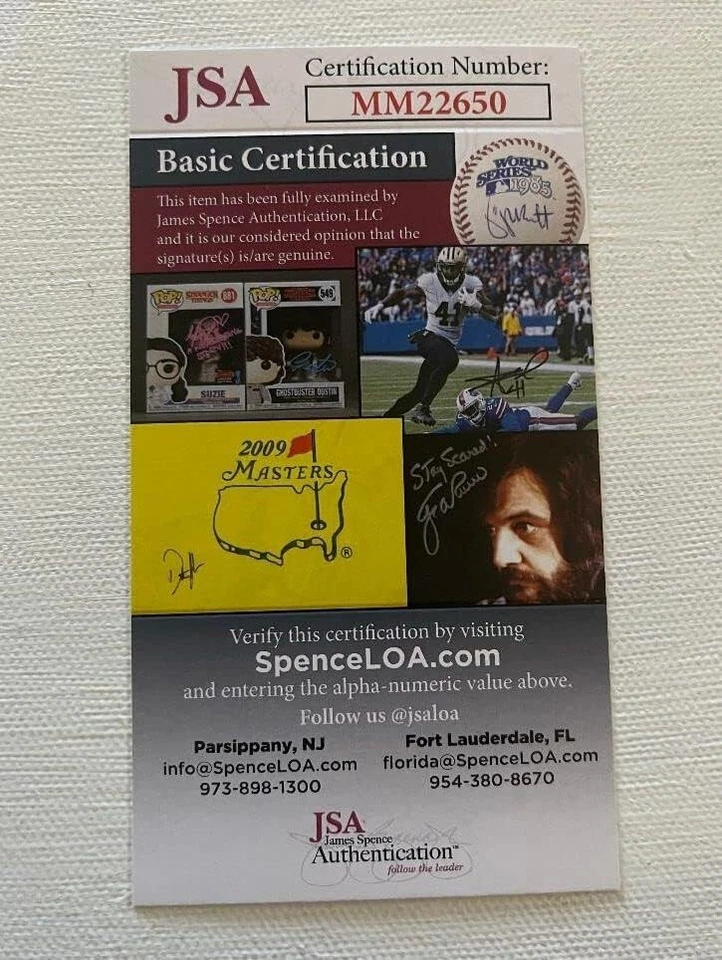 JSA
Certification Number:
MM22650
Basic Certification
This item has been fully examined by
James Spence Authentication, LLC
and it is our considered opinion that the
signature(s) is/are genuine.
WORLD
SERIES
1985
POP!
STRANGER
THINGS
881
SUZIE
POP!
549
GHOSTBUSTER DUSTIN
41
2009
MASTERS
®
Stay Scared!
Verify this certification by visiting
SpenceLOA.com
and entering the alpha-numeric value above.
Follow us @jsaloa
Parsippany, NJ
info@SpenceLOA.com
973-898-1300
Fort Lauderdale, FL
florida@SpenceLOA.com
954-380-8670
JSA
James Spence
Authentication™
follow the leader